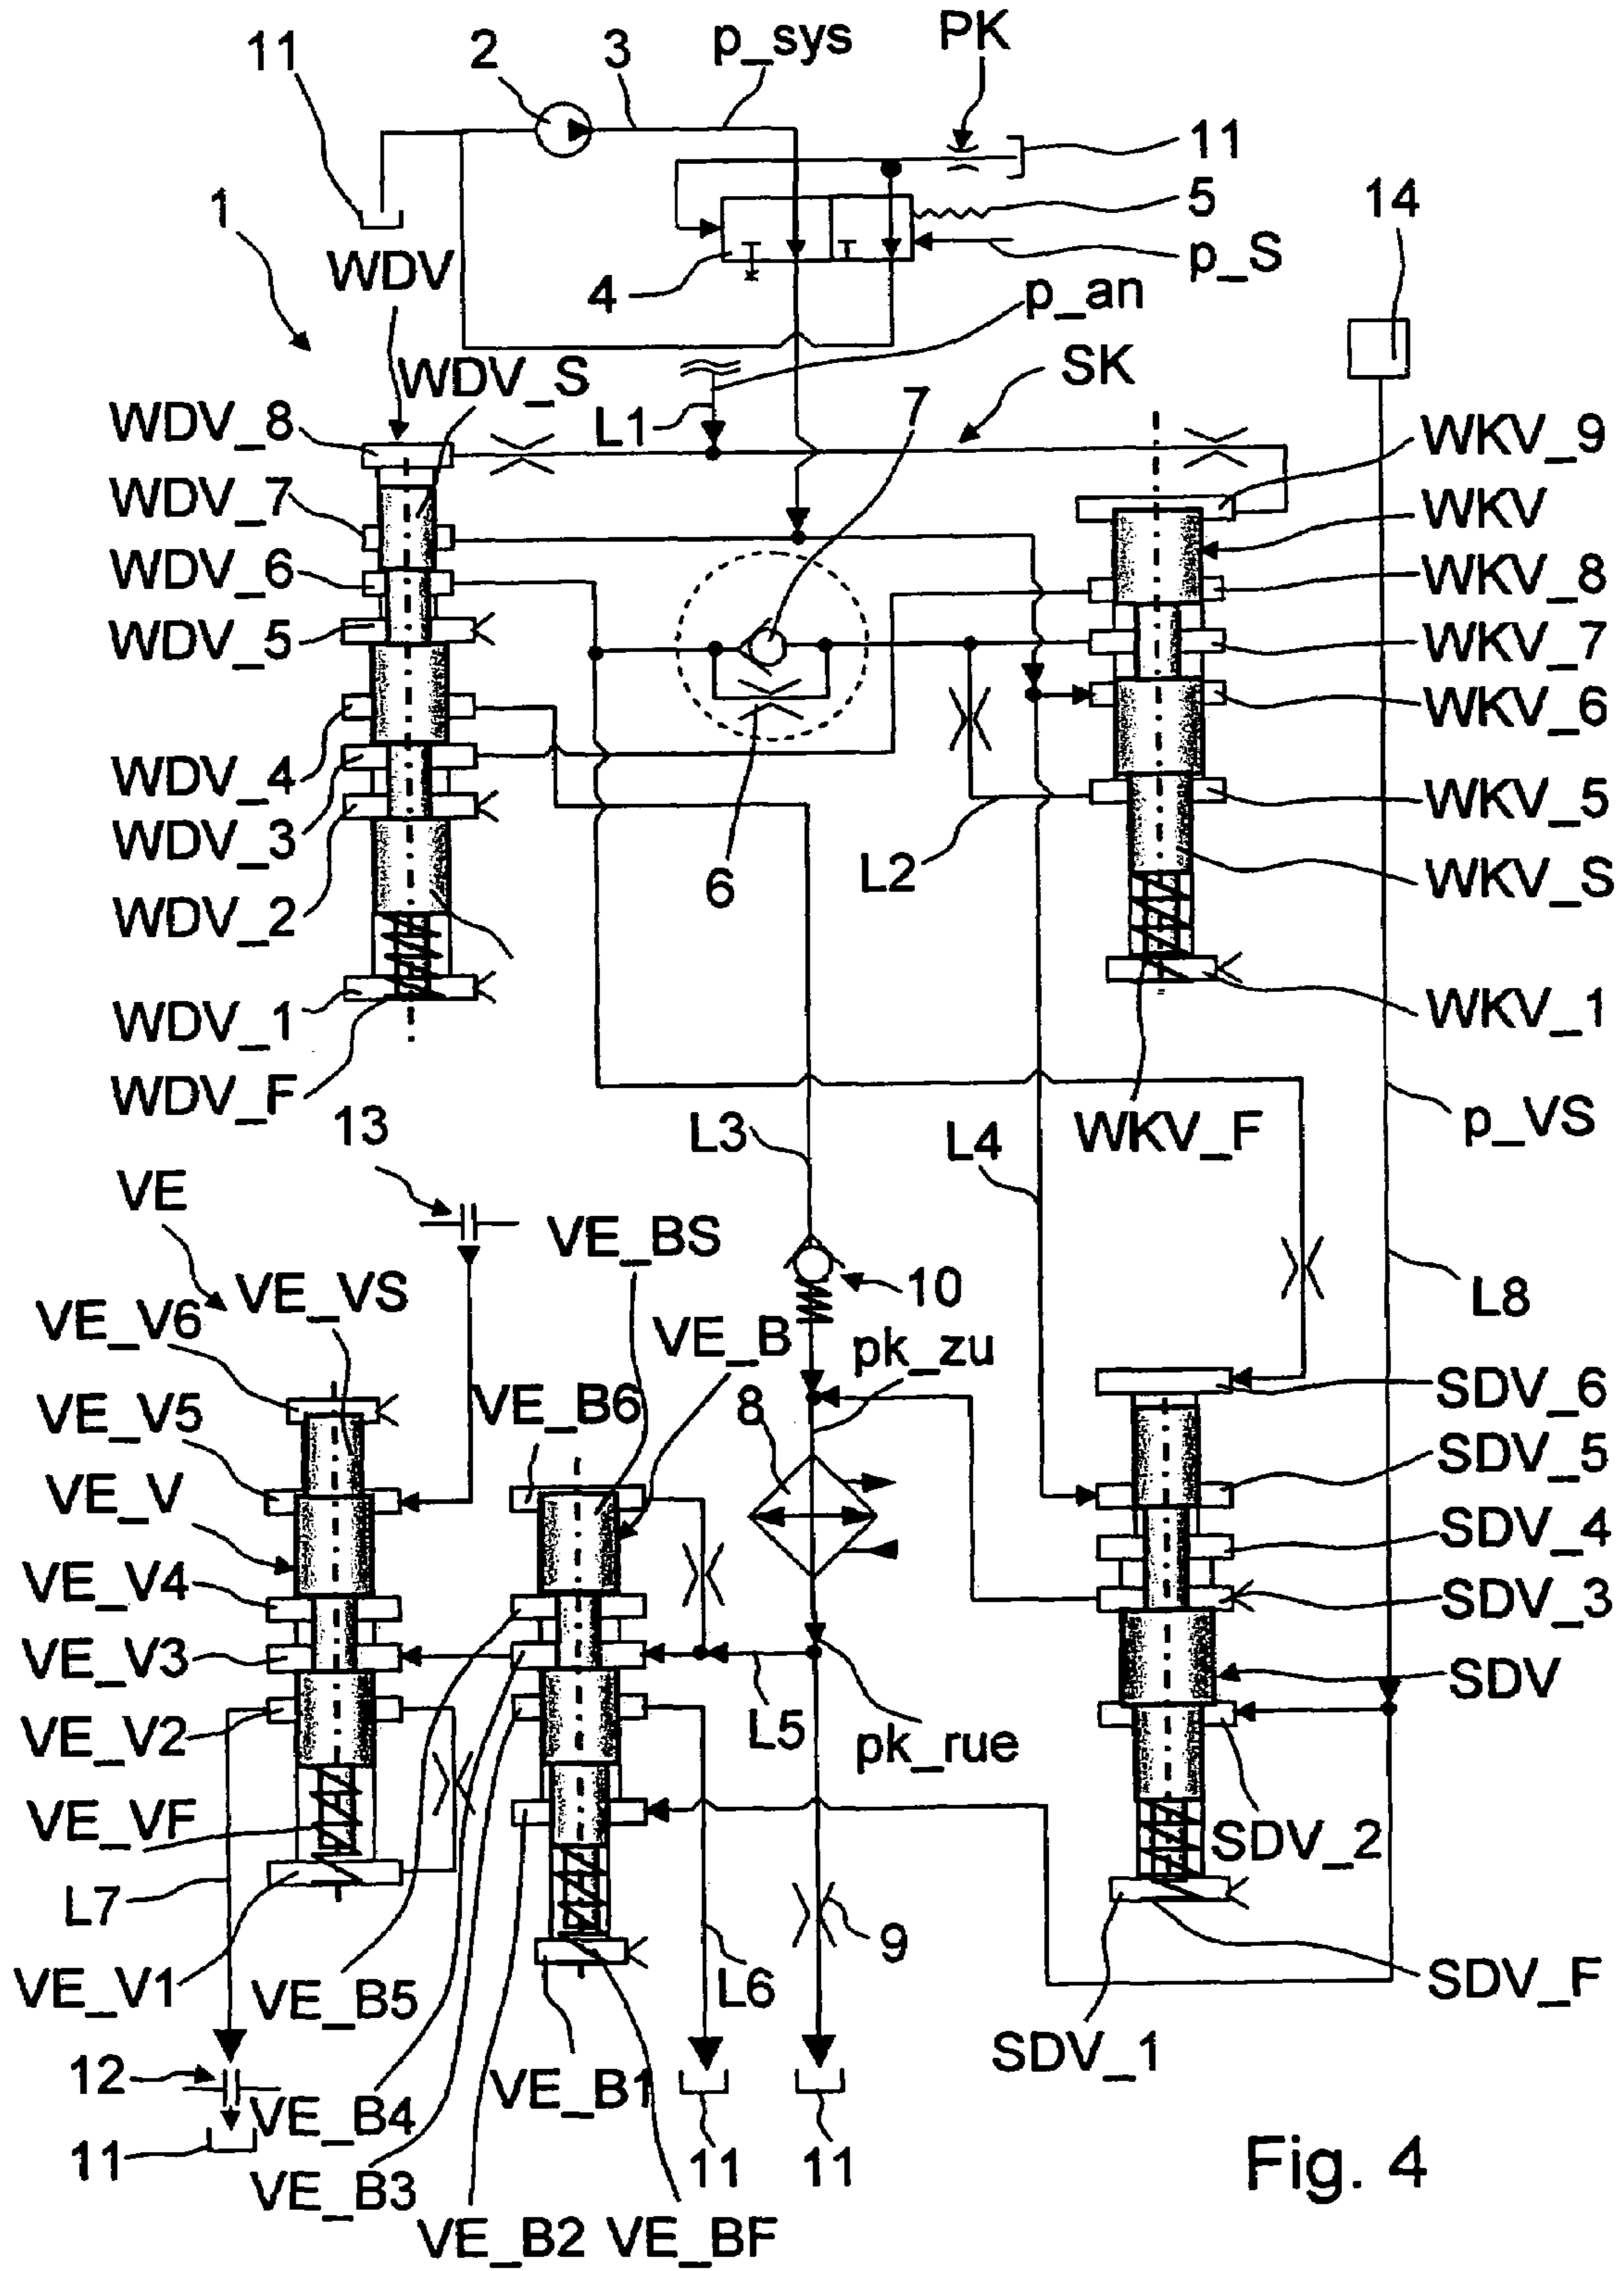 PK
p_sys
11 2 3
11
5
14
1
WDV
4
p_S
p_an
WDV_S
SK
7
L1
WDV_8
WKV_9
WDV_7
WKV
WDV_6
WKV_8
WDV_5
WKV_7
WKV_6
WDV_4
WKV_5
WDV_3
6
L2
WKV_S
WDV_2
WDV_1
WKV_1
WDV_F
13
L3
WKV_F
p_VS
L4
VE
VE_BS
10
L8
VE_VS
VE_V6
VE_B
pk_zu
VE_V5
VE_B6
8
SDV_6
SDV_5
VE_V
SDV_4
VE_V4
SDV_3
VE_V3
SDV
VE_V2
L5
pk_rue
VE_VF
SDV_2
L7
9
VE_V1
VE_B5
L6
SDV_F
SDV_1
12
VE_B1
VE_B4
11
11
11
VE_B3
VE_B2
VE_BF
Fig. 4